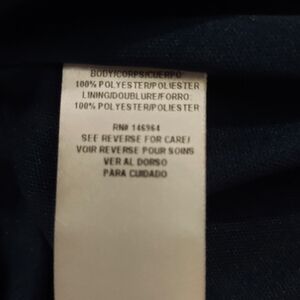 BODY/CORPS/CUERPO:
100% POLYESTER/POLIESTER
LINING/DOUBLURE/FORRO:
100% POLYESTER/POLIESTER
RN# 146964
SEE REVERSE FOR CARE/
VOIR REVERSE POUR SOINS
VER AL DORSO
PARA CUIDADO